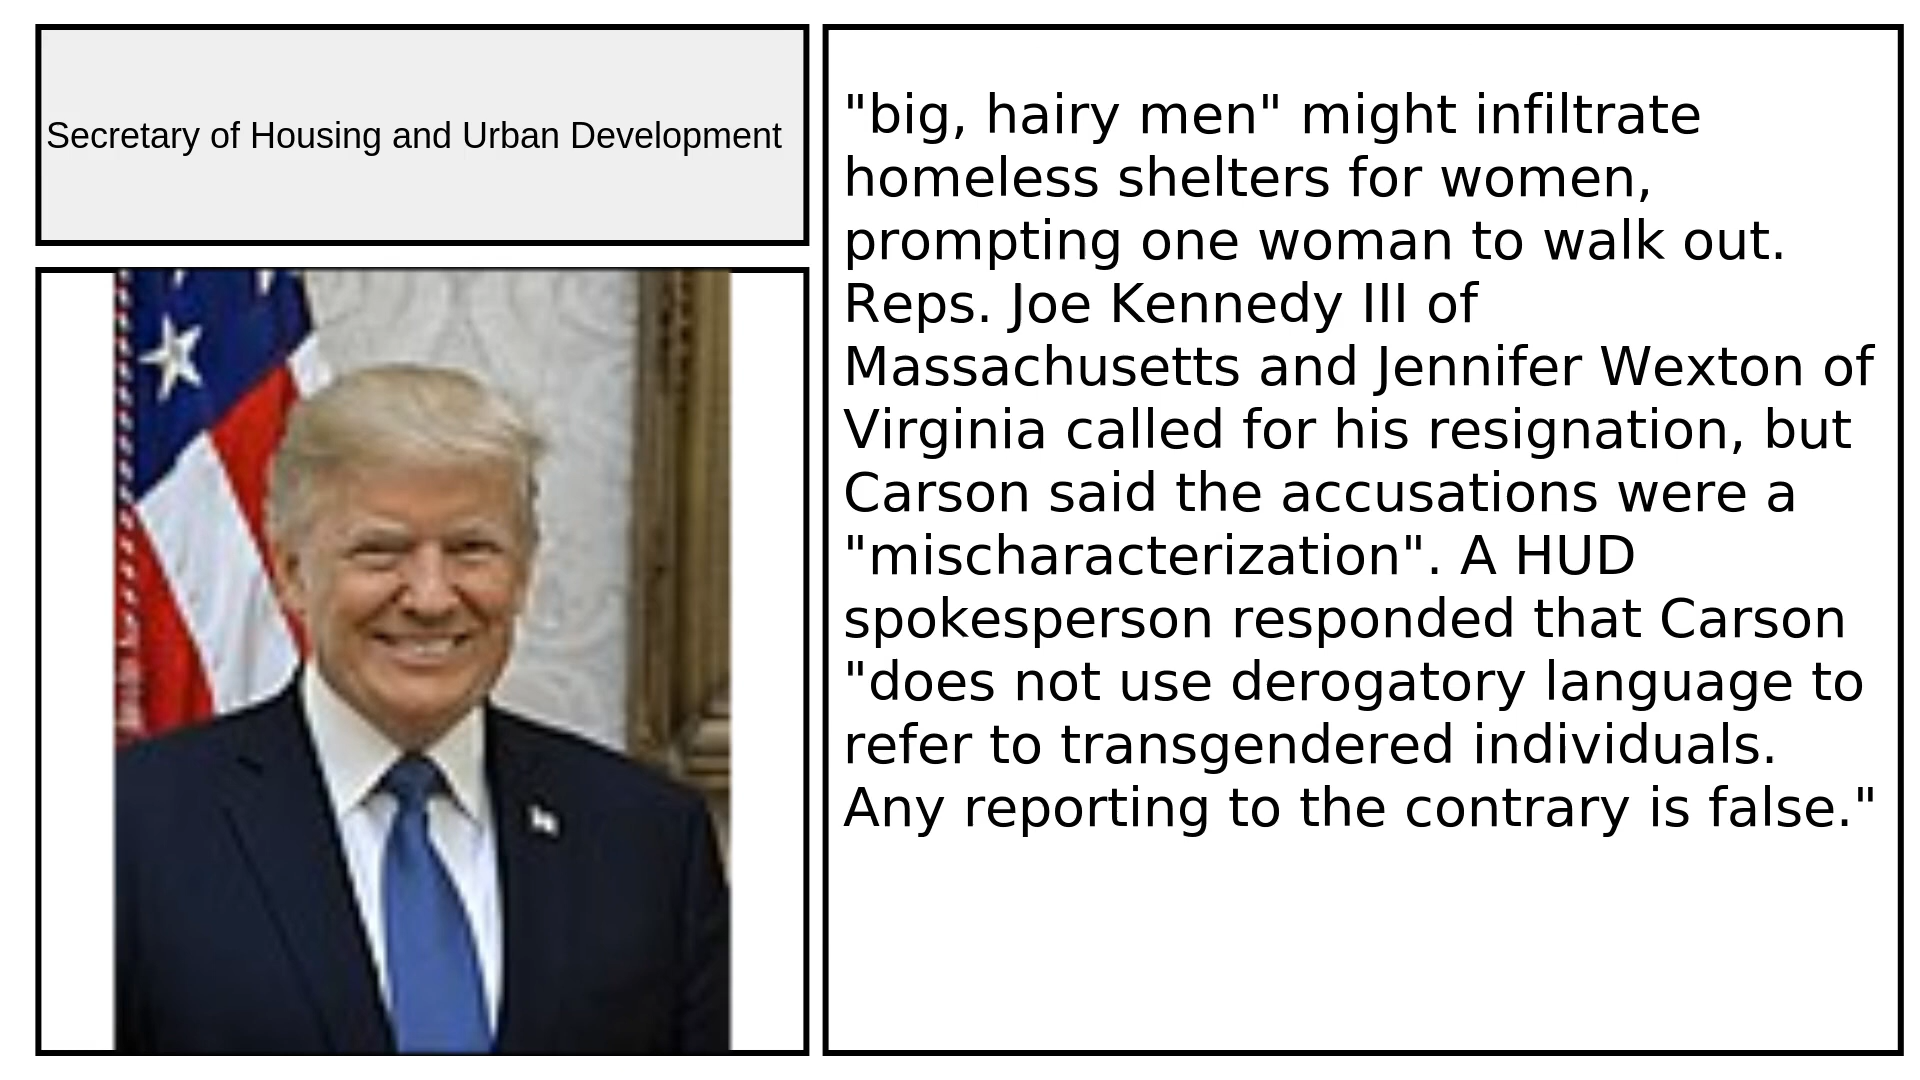 Secretary of Housing and Urban Development
"big, hairy men" might infiltrate
homeless shelters for women,
prompting one woman to walk out.
Reps. Joe Kennedy III of
Massachusetts and Jennifer Wexton of
Virginia called for his resignation, but
Carson said the accusations were a
"mischaracterization". A HUD
spokesperson responded that Carson
"does not use derogatory language to
refer to transgendered individuals.
Any reporting to the contrary is false."